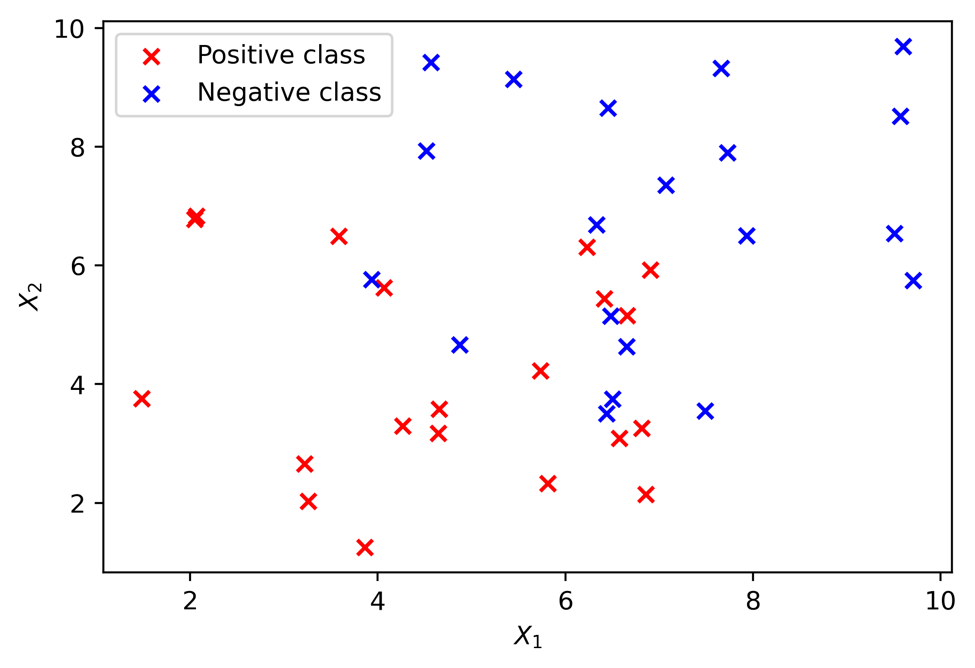 Positive class
Negative class
10
8
6
4
2
X₂
2 4 6 8 10
X₁